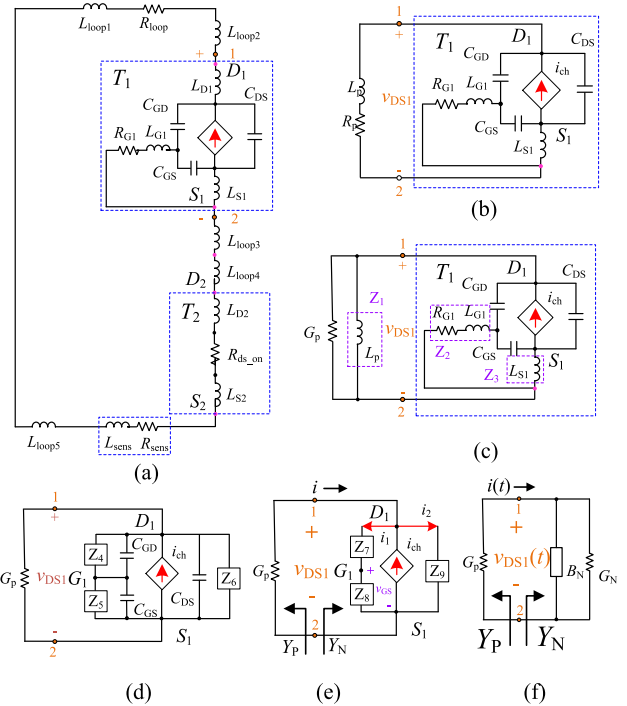 L_loop1
R_loop
L_loop2
+ 1
D_1
T_1
L_D1
C_GD
C_DS
R_G1
L_G1
C_GS
S_1
L_S1
- 2
L_loop3
L_loop4
D_2
T_2
L_D2
R_ds_on
S_2
L_S2
L_loop5
L_sens
R_sens
(a)
1
+
D_1
T_1
C_GD
i_ch
C_DS
L_p
R_p
v_DS1
R_G1
L_G1
C_GS
S_1
L_S1
-
2
(b)
1
+
D_1
T_1
C_GD
i_ch
C_DS
Z_1
G_p
L_p
v_DS1
R_G1
L_G1
Z_2
C_GS
S_1
Z_3
L_S1
-
2
(c)
1
+
D_1
Z_4
C_GD
i_ch
G_p
v_DS1
G_1
Z_5
C_GS
C_DS
Z_6
-
2
S_1
(d)
i
1
+
D_1
i_2
i_1
Z_7
i_ch
G_p
v_DS1
G_1
+
v_GS
Z_8
-
Z_9
-
2
S_1
Y_P
Y_N
(e)
i(t)
1
+
G_p
v_DS1(t)
B_N
G_N
-
2
Y_P
Y_N
(f)